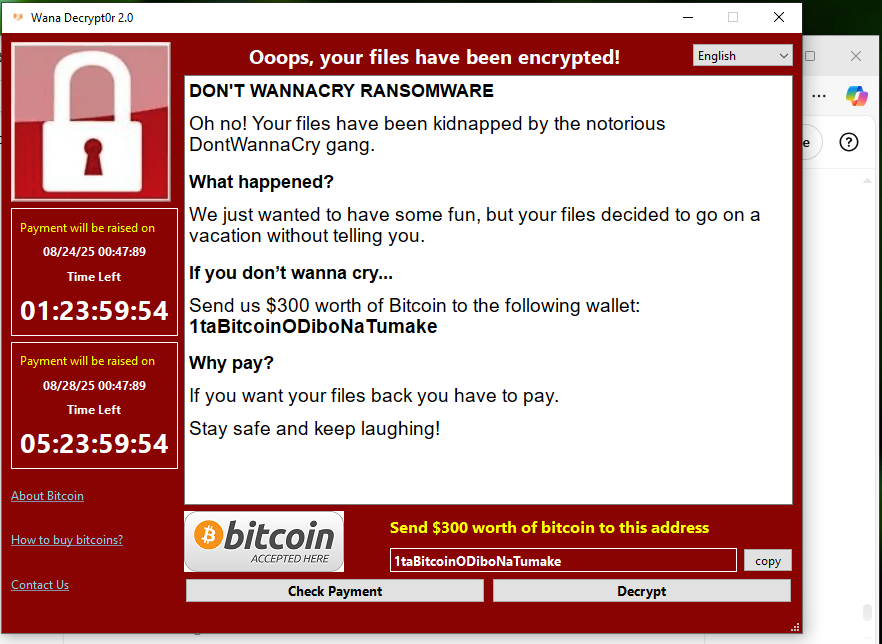 Wana Decrypt0r 2.0
Ooops, your files have been encrypted!
English
DON'T WANNACRY RANSOMWARE
Oh no! Your files have been kidnapped by the notorious
DontWannaCry gang.
What happened?
We just wanted to have some fun, but your files decided to go on a
vacation without telling you.
If you don’t wanna cry...
Send us $300 worth of Bitcoin to the following wallet:
1taBitcoinODiboNaTumake
Why pay?
If you want your files back you have to pay.
Stay safe and keep laughing!
Payment will be raised on
08/24/25 00:47:89
Time Left
01:23:59:54
Payment will be raised on
08/28/25 00:47:89
Time Left
05:23:59:54
About Bitcoin
How to buy bitcoins?
Contact Us
bitcoin
ACCEPTED HERE
Send $300 worth of bitcoin to this address
1taBitcoinODiboNaTumake
copy
Check Payment
Decrypt